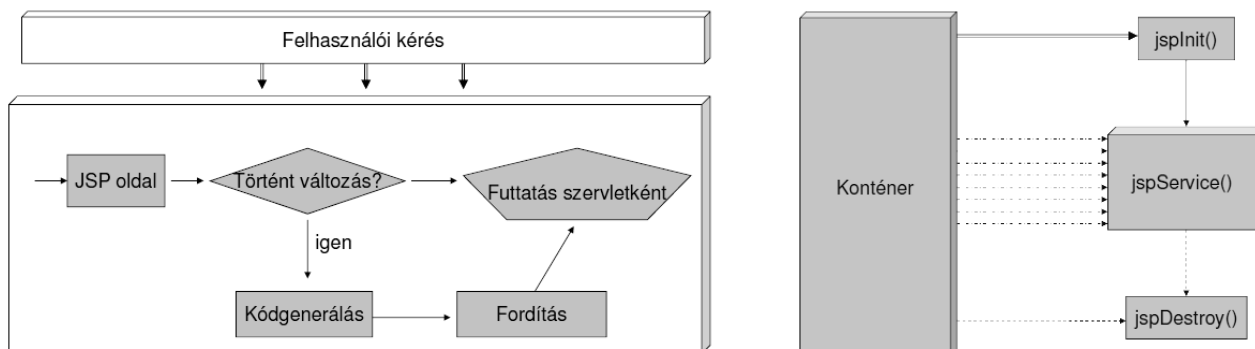 Felhasználói kérés
JSP oldal
Történt változás?
Futtatás szervletként
igen
Kódgenerálás
Fordítás
Konténer
jspInit()
jspService()
jspDestroy()